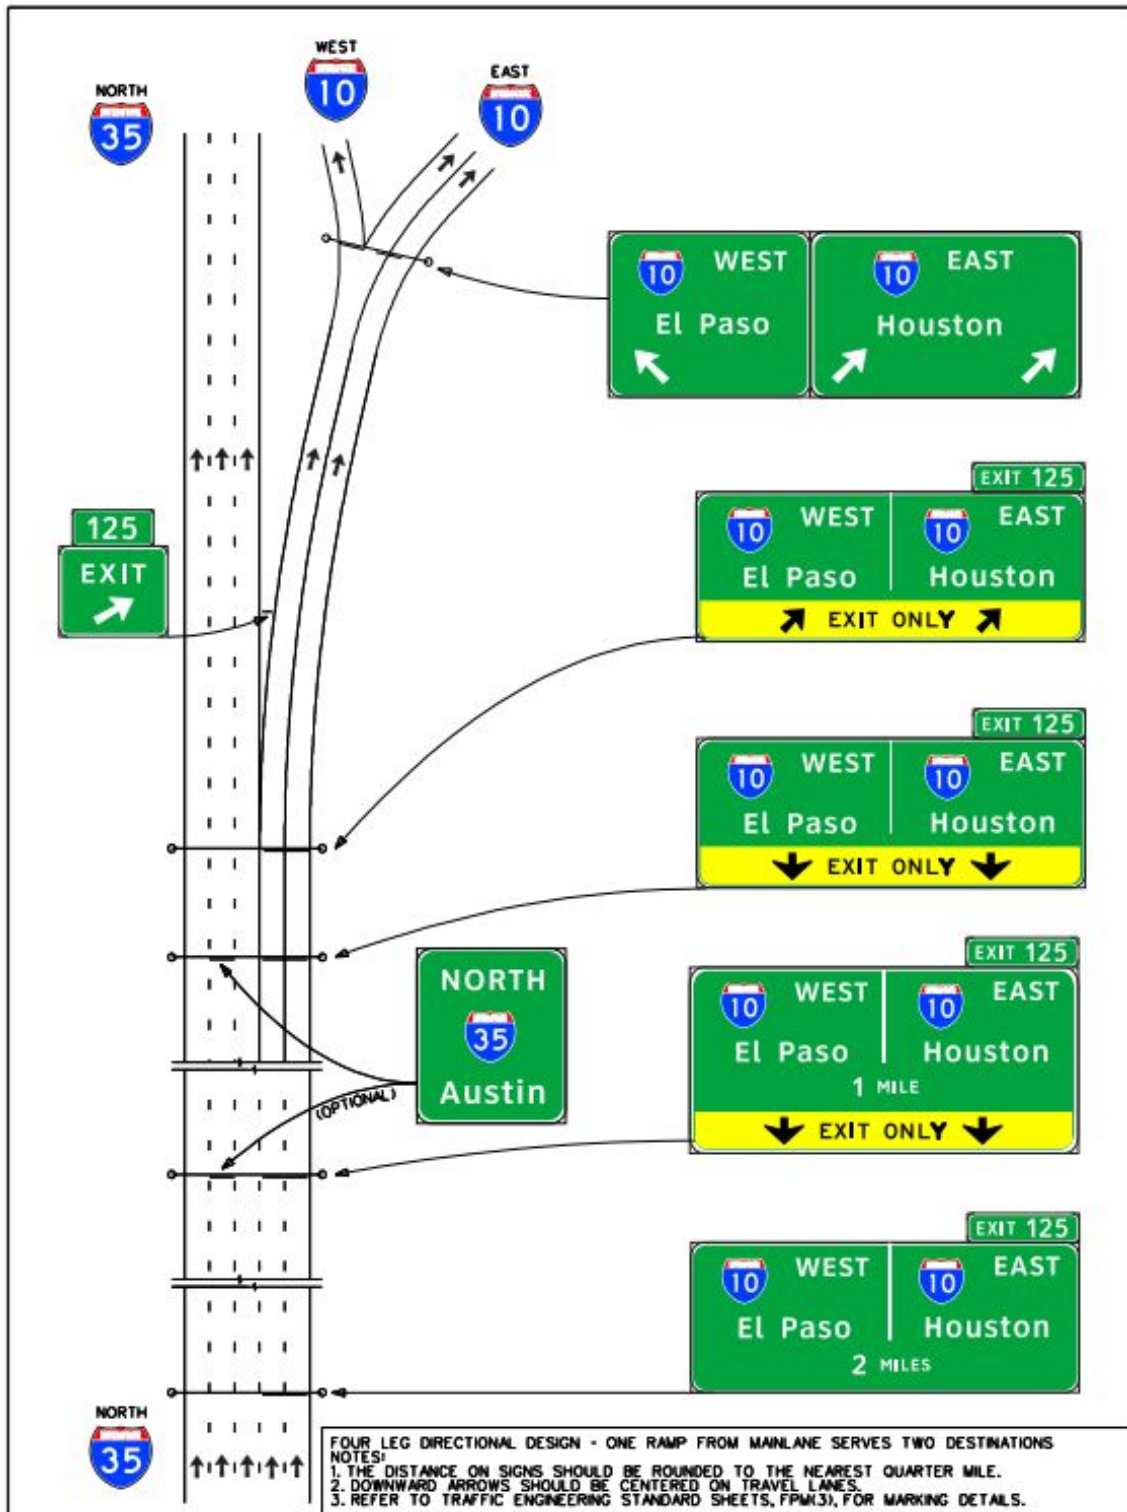 WEST
10
EAST
10
NORTH
35
10 WEST
El Paso
10 EAST
Houston
EXIT 125
10 WEST
El Paso
10 EAST
Houston
EXIT ONLY
125
EXIT
EXIT 125
10 WEST
El Paso
10 EAST
Houston
EXIT ONLY
NORTH
35
Austin
(OPTIONAL)
EXIT 125
10 WEST
El Paso
10 EAST
Houston
1 MILE
EXIT ONLY
EXIT 125
10 WEST
El Paso
10 EAST
Houston
2 MILES
NORTH
35
FOUR LEG DIRECTIONAL DESIGN - ONE RAMP FROM MAINLANE SERVES TWO DESTINATIONS
NOTES:
1. THE DISTANCE ON SIGNS SHOULD BE ROUNDED TO THE NEAREST QUARTER MILE.
2. DOWNWARD ARROWS SHOULD BE CENTERED ON TRAVEL LANES.
3. REFER TO TRAFFIC ENGINEERING STANDARD SHEETS, FPM(3), FOR MARKING DETAILS.